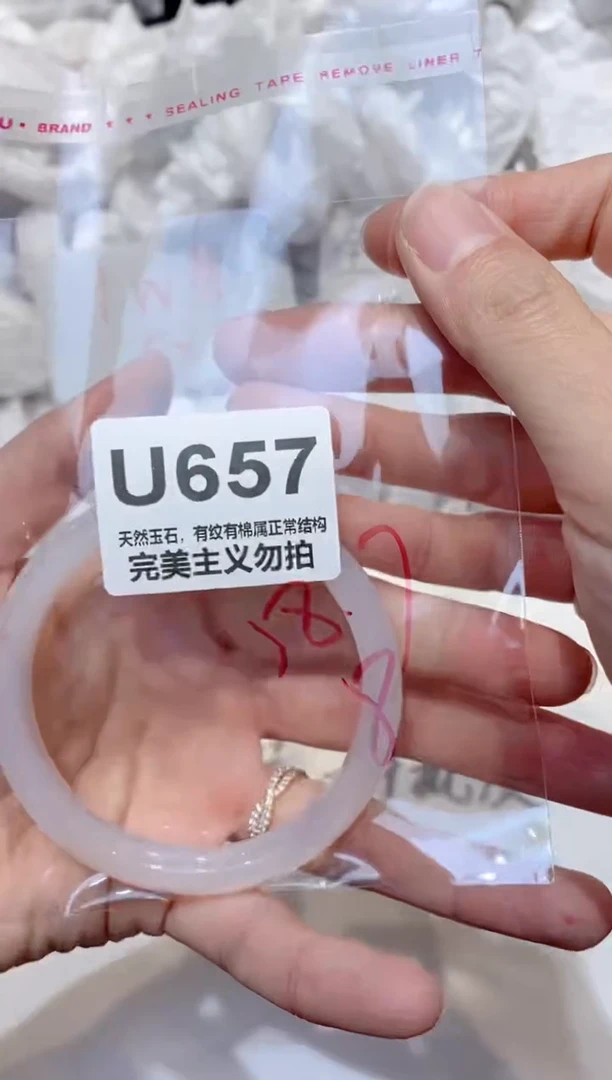 U • BRAND * * * SEALING TAPE REMOVE LINER
U657
天然玉石，有纹有棉属正常结构
完美主义勿拍
58.